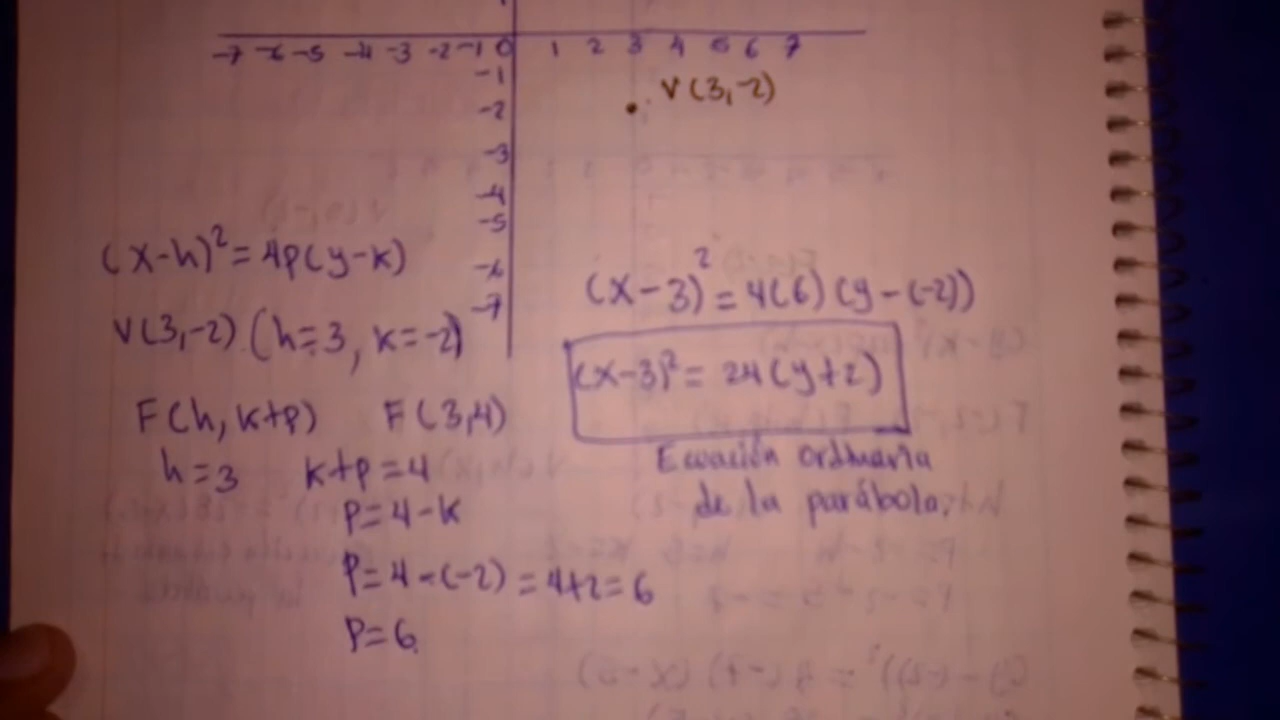 -7 -6 -5 -4 -3 -2 -1 0 1 2 3 4 5 6 7
-1
V(3,-2)
-2
-3
-4
-5
-6
-7
(x-h)² = 4p(y-k)
V(3,-2) (h=3, k=-2)
F(h, k+p) F(3,4)
h=3 k+p=4
P=4-k
P=4-(-2)=4+2=6
P=6
(x-3)² = 4(6)(y-(-2))
(x-3)² = 24(y+2)
Ecuación ordinaria
de la parábola.